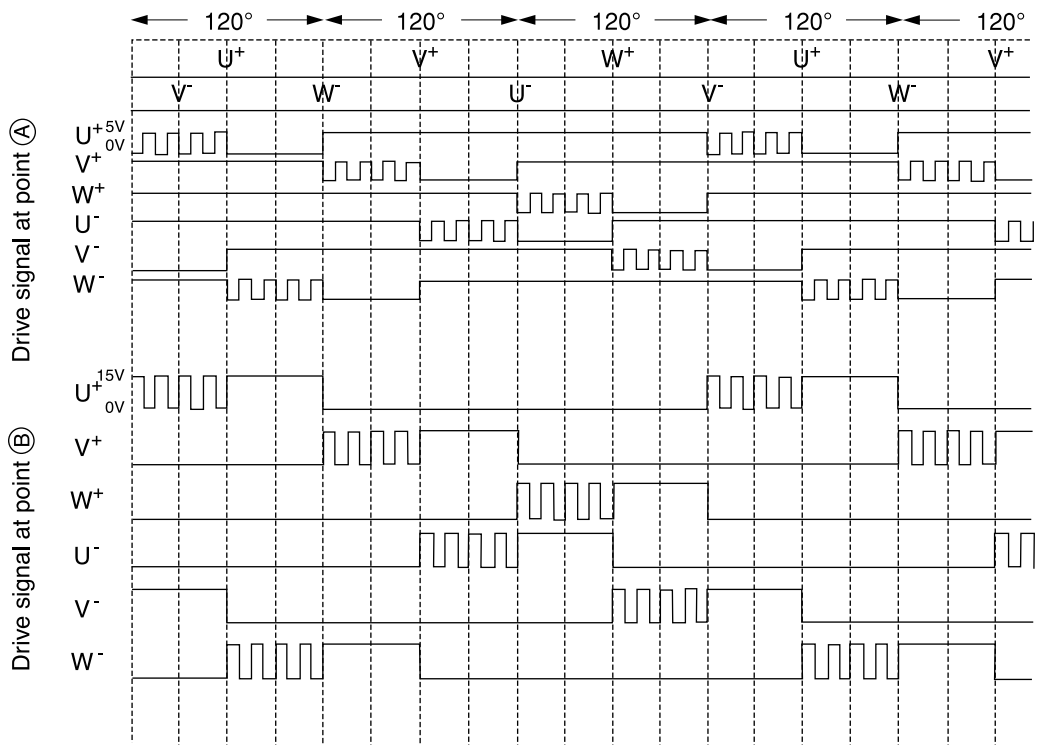 120° 120° 120° 120° 120°
U⁺ V⁺ W⁺ U⁺ V⁺
V⁻ W⁻ U⁻ V⁻ W⁻
Drive signal at point Ⓐ
U⁺ 5V
0V
V⁺
W⁺
U⁻
V⁻
W⁻
Drive signal at point Ⓑ
U⁺ 15V
0V
V⁺
W⁺
U⁻
V⁻
W⁻